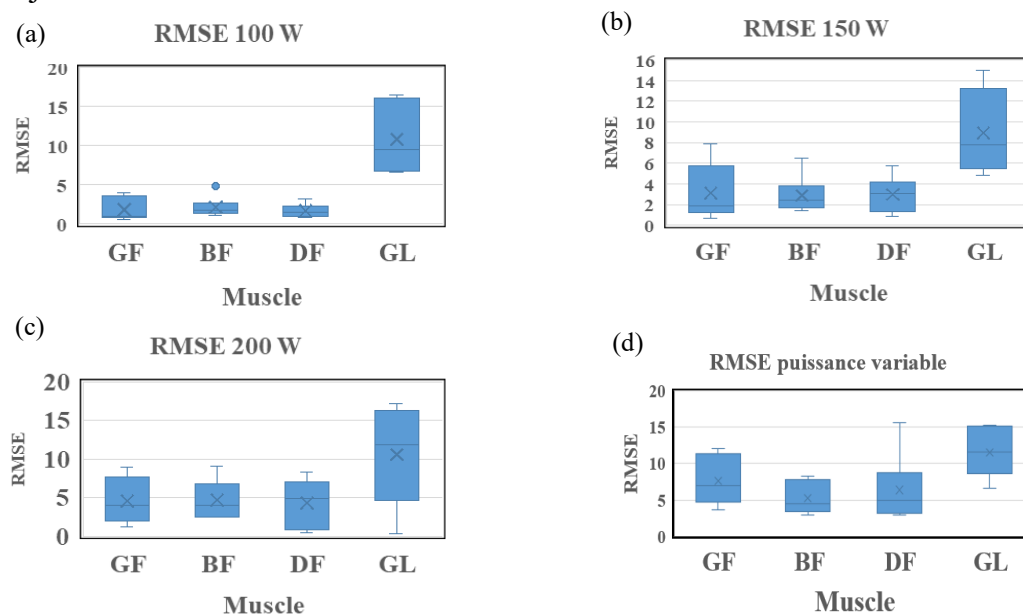 (a)
RMSE 100 W
20
15
10
5
0
RMSE
GF BF DF GL
Muscle
(b)
RMSE 150 W
16
14
12
10
8
6
4
2
0
RMSE
GF BF DF GL
Muscle
(c)
RMSE 200 W
20
15
10
5
0
RMSE
GF BF DF GL
Muscle
(d)
RMSE puissance variable
20
15
10
5
0
RMSE
GF BF DF GL
Muscle